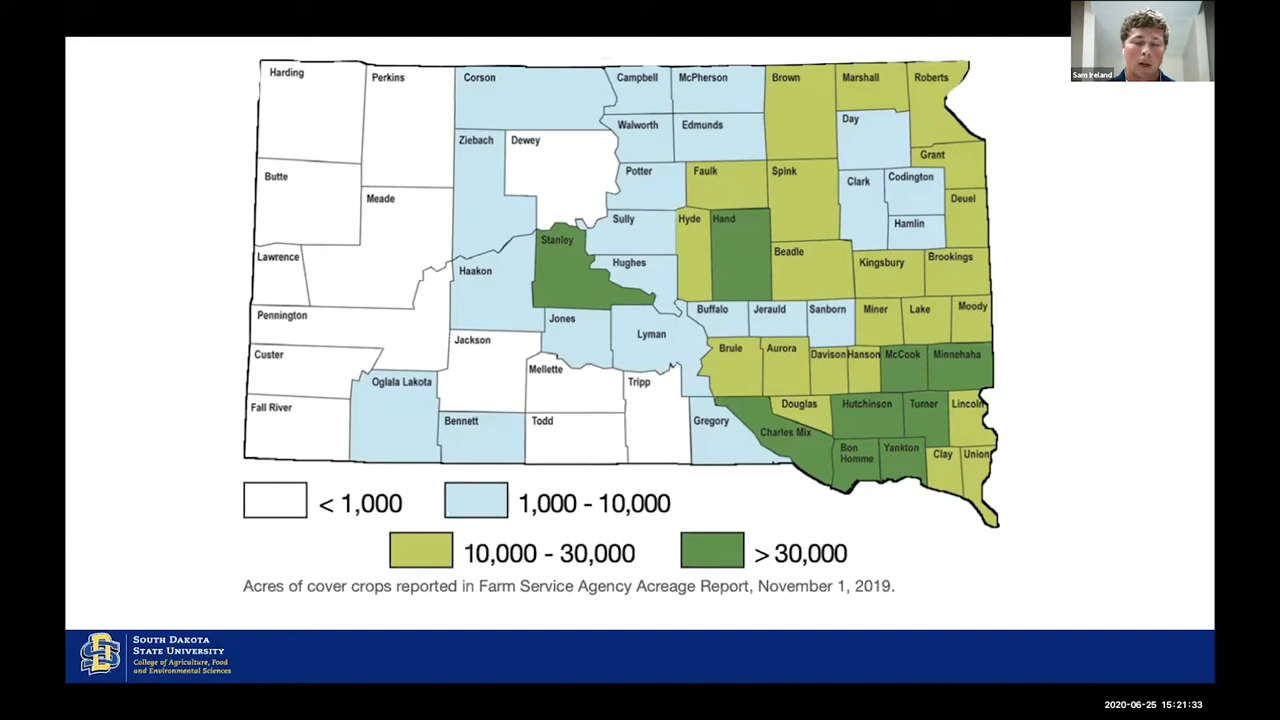 Sam Ireland
Harding
Perkins
Corson
Campbell
McPherson
Brown
Marshall
Roberts
Ziebach
Dewey
Walworth
Edmunds
Day
Grant
Butte
Meade
Potter
Faulk
Spink
Clark
Codington
Deuel
Sully
Hyde
Hand
Hamlin
Stanley
Lawrence
Haakon
Hughes
Beadle
Kingsbury
Brookings
Pennington
Jones
Lyman
Buffalo
Jerauld
Sanborn
Miner
Lake
Moody
Custer
Jackson
Mellette
Brule
Aurora
Davison
Hanson
McCook
Minnehaha
Oglala Lakota
Tripp
Fall River
Bennett
Todd
Gregory
Douglas
Charles Mix
Hutchinson
Turner
Lincoln
Bon
Homme
Yankton
Clay
Union
< 1,000
1,000 - 10,000
10,000 - 30,000
> 30,000
Acres of cover crops reported in Farm Service Agency Acreage Report, November 1, 2019.
SOUTH DAKOTA
STATE UNIVERSITY
College of Agriculture, Food
and Environmental Sciences
2020-06-25 15:21:33